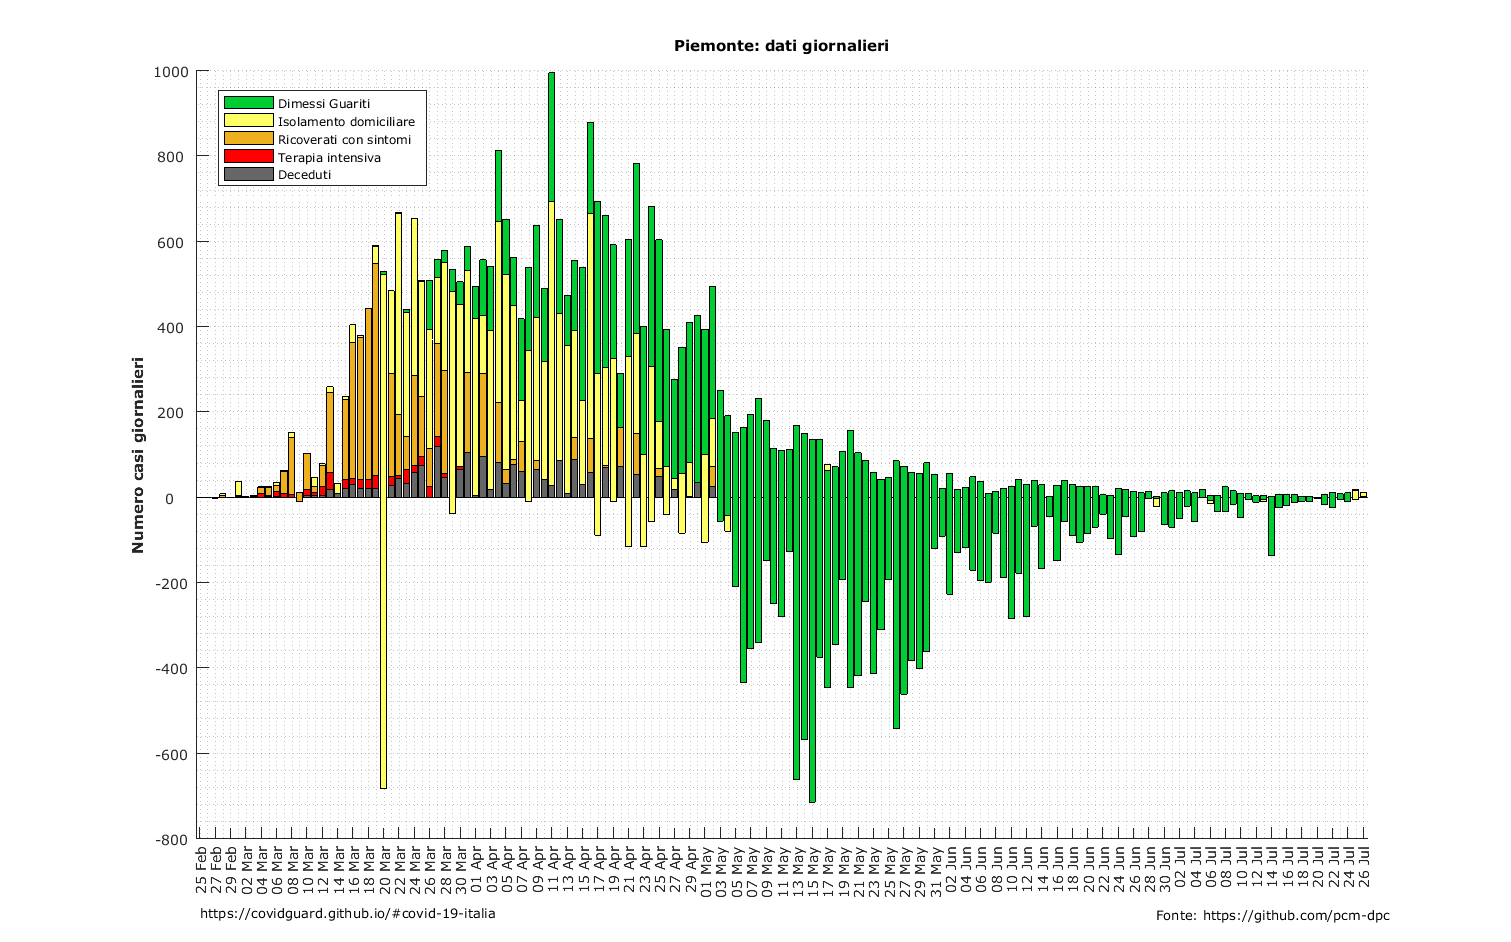 Piemonte: dati giornalieri
1000
800
600
400
200
0
-200
-400
-600
-800
Numero casi giornalieri
Dimessi Guariti
Isolamento domiciliare
Ricoverati con sintomi
Terapia intensiva
Deceduti
25 Feb
27 Feb
29 Feb
02 Mar
04 Mar
06 Mar
08 Mar
10 Mar
12 Mar
14 Mar
16 Mar
18 Mar
20 Mar
22 Mar
24 Mar
26 Mar
28 Mar
30 Mar
01 Apr
03 Apr
05 Apr
07 Apr
09 Apr
11 Apr
13 Apr
15 Apr
17 Apr
19 Apr
21 Apr
23 Apr
25 Apr
27 Apr
29 Apr
01 May
03 May
05 May
07 May
09 May
11 May
13 May
15 May
17 May
19 May
21 May
23 May
25 May
27 May
29 May
31 May
02 Jun
04 Jun
06 Jun
08 Jun
10 Jun
12 Jun
14 Jun
16 Jun
18 Jun
20 Jun
22 Jun
24 Jun
26 Jun
28 Jun
30 Jun
02 Jul
04 Jul
06 Jul
08 Jul
10 Jul
12 Jul
14 Jul
16 Jul
18 Jul
20 Jul
22 Jul
24 Jul
26 Jul
https://covidguard.github.io/#covid-19-italia
Fonte: https://github.com/pcm-dpc